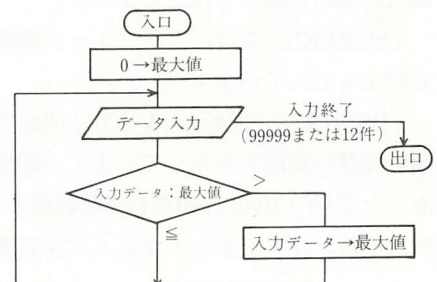 入口
0→最大値
データ入力
入力終了
(99999または12件)
出口
入力データ：最大値
>
≦
入力データ→最大値